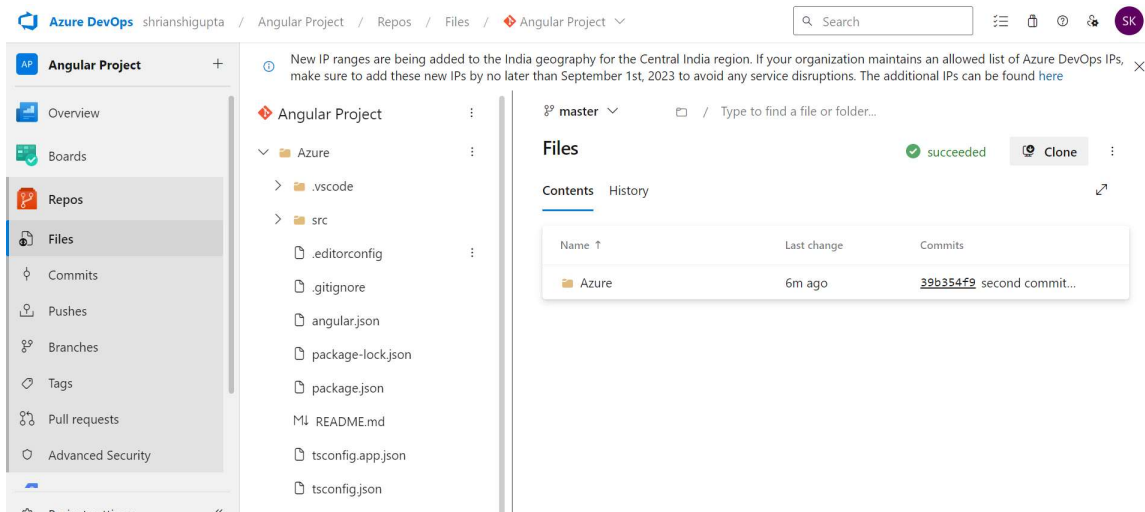 Azure DevOps shrianshigupta / Angular Project / Repos / Files / Angular Project
Search
SK
AP Angular Project +
Overview
Boards
Repos
Files
Commits
Pushes
Branches
Tags
Pull requests
Advanced Security
New IP ranges are being added to the India geography for the Central India region. If your organization maintains an allowed list of Azure DevOps IPs,
make sure to add these new IPs by no later than September 1st, 2023 to avoid any service disruptions. The additional IPs can be found here
Angular Project
Azure
.vscode
src
.editorconfig
.gitignore
angular.json
package-lock.json
package.json
M↓ README.md
tsconfig.app.json
tsconfig.json
master / Type to find a file or folder...
Files
succeeded
Clone
Contents History
Name ↑ Last change Commits
Azure 6m ago 39b354f9 second commit...